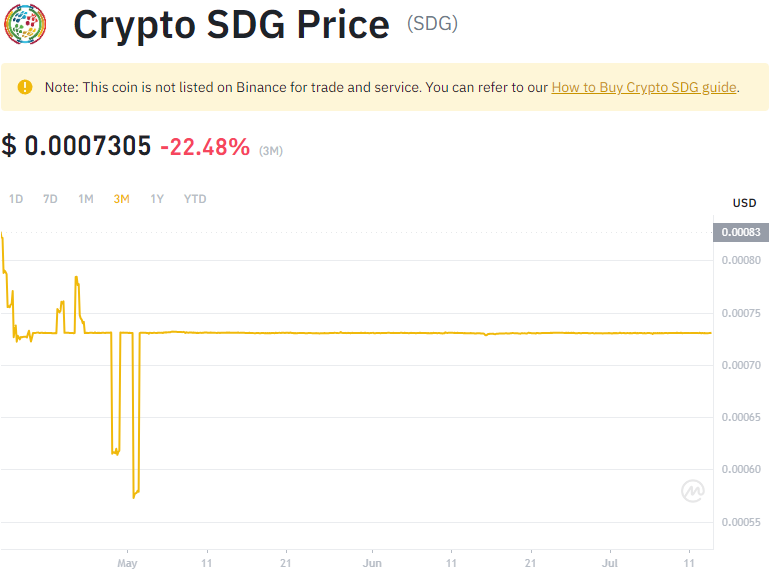 Crypto SDG Price (SDG)
Note: This coin is not listed on Binance for trade and service. You can refer to our How to Buy Crypto SDG guide.
$ 0.0007305 -22.48% (3M)
1D 7D 1M 3M 1Y YTD
USD
0.00083
0.00080
0.00075
0.00070
0.00065
0.00060
0.00055
May 11 21 Jun 11 21 Jul 11